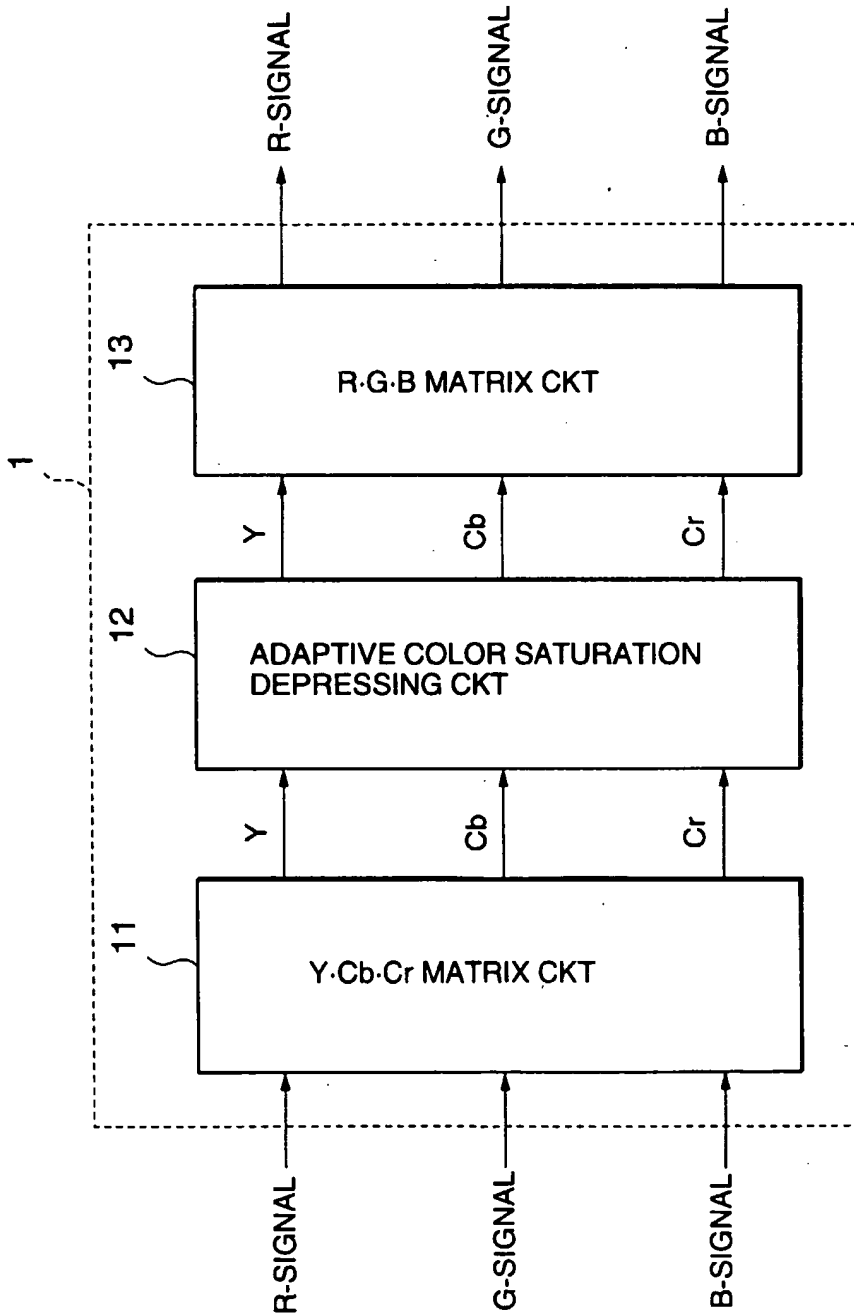 1
11
12
13
R-SIGNAL
G-SIGNAL
B-SIGNAL
Y·Cb·Cr MATRIX CKT
Y
Cb
Cr
ADAPTIVE COLOR SATURATION
DEPRESSING CKT
Y
Cb
Cr
R·G·B MATRIX CKT
R-SIGNAL
G-SIGNAL
B-SIGNAL